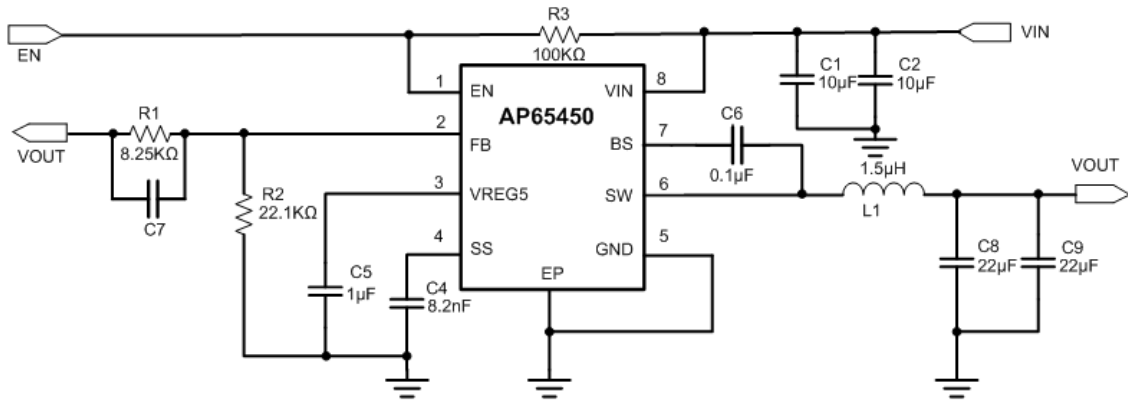 EN
R3
100KΩ
VIN
1
EN
VIN
8
C1
10µF
C2
10µF
AP65450
VOUT
R1
8.25KΩ
C7
2
FB
BS
7
C6
0.1µF
R2
22.1KΩ
3
VREG5
SW
6
1.5µH
L1
VOUT
4
SS
GND
5
EP
C5
1µF
C4
8.2nF
C8
22µF
C9
22µF